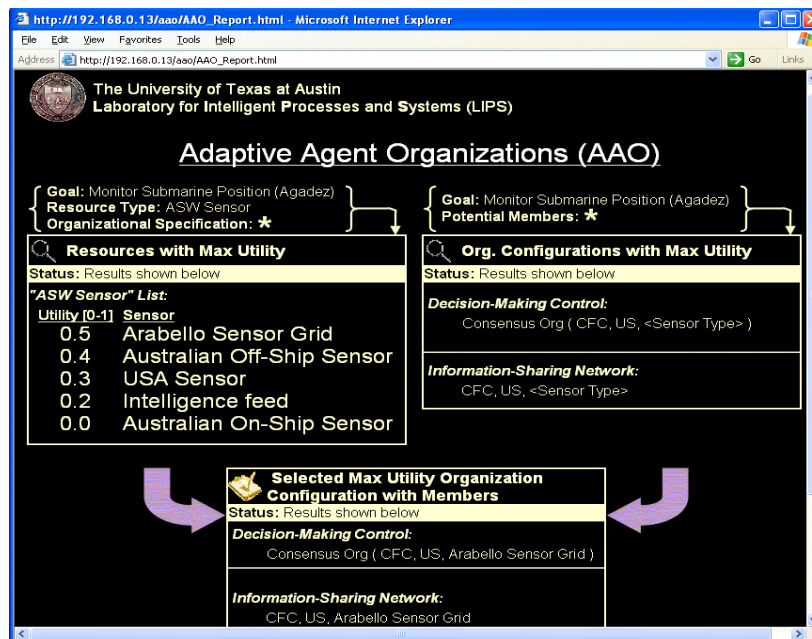 http://192.168.0.13/aao/AAO_Report.html - Microsoft Internet Explorer
File Edit View Favorites Tools Help
Address http://192.168.0.13/aao/AAO_Report.html Go Links
The University of Texas at Austin
Laboratory for Intelligent Processes and Systems (LIPS)
Adaptive Agent Organizations (AAO)
Goal: Monitor Submarine Position (Agadez)
Resource Type: ASW Sensor
Organizational Specification: *
Resources with Max Utility
Status: Results shown below
"ASW Sensor" List:
Utility [0-1] Sensor
0.5 Arabello Sensor Grid
0.4 Australian Off-Ship Sensor
0.3 USA Sensor
0.2 Intelligence feed
0.0 Australian On-Ship Sensor
Goal: Monitor Submarine Position (Agadez)
Potential Members: *
Org. Configurations with Max Utility
Status: Results shown below
Decision-Making Control:
Consensus Org ( CFC, US, <Sensor Type> )
Information-Sharing Network:
CFC, US, <Sensor Type>
Selected Max Utility Organization
Configuration with Members
Status: Results shown below
Decision-Making Control:
Consensus Org ( CFC, US, Arabello Sensor Grid )
Information-Sharing Network:
CFC, US, Arabello Sensor Grid